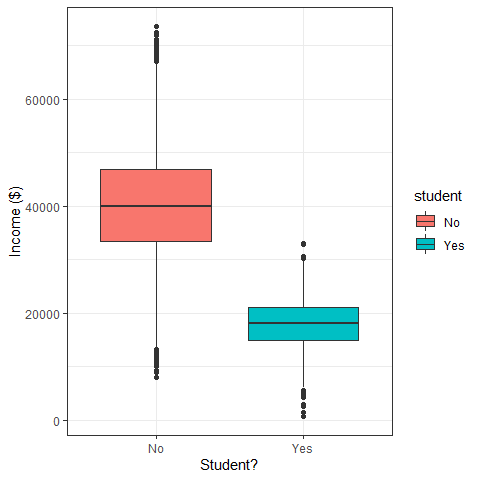 Income ($)
60000
40000
20000
0
No
Yes
Student?
student
No
Yes